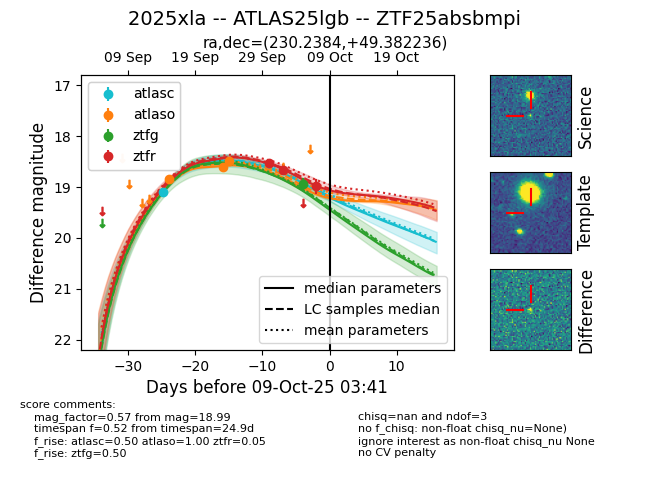 2025xla -- ATLAS25lgb -- ZTF25absbmpi
ra,dec=(230.2384,+49.382236)
09 Sep 19 Sep 29 Sep 09 Oct 19 Oct
17
18
19
20
21
22
Difference magnitude
atlasc
atlaso
ztfg
ztfr
median parameters
LC samples median
mean parameters
−30 −20 −10 0 10
Days before 09-Oct-25 03:41
Science
Template
Difference
score comments:
mag_factor=0.57 from mag=18.99
timespan f=0.52 from timespan=24.9d
f_rise: atlasc=0.50 atlaso=1.00 ztfr=0.05
f_rise: ztfg=0.50
chisq=nan and ndof=3
no f_chisq: non-float chisq_nu=None)
ignore interest as non-float chisq_nu None
no CV penalty